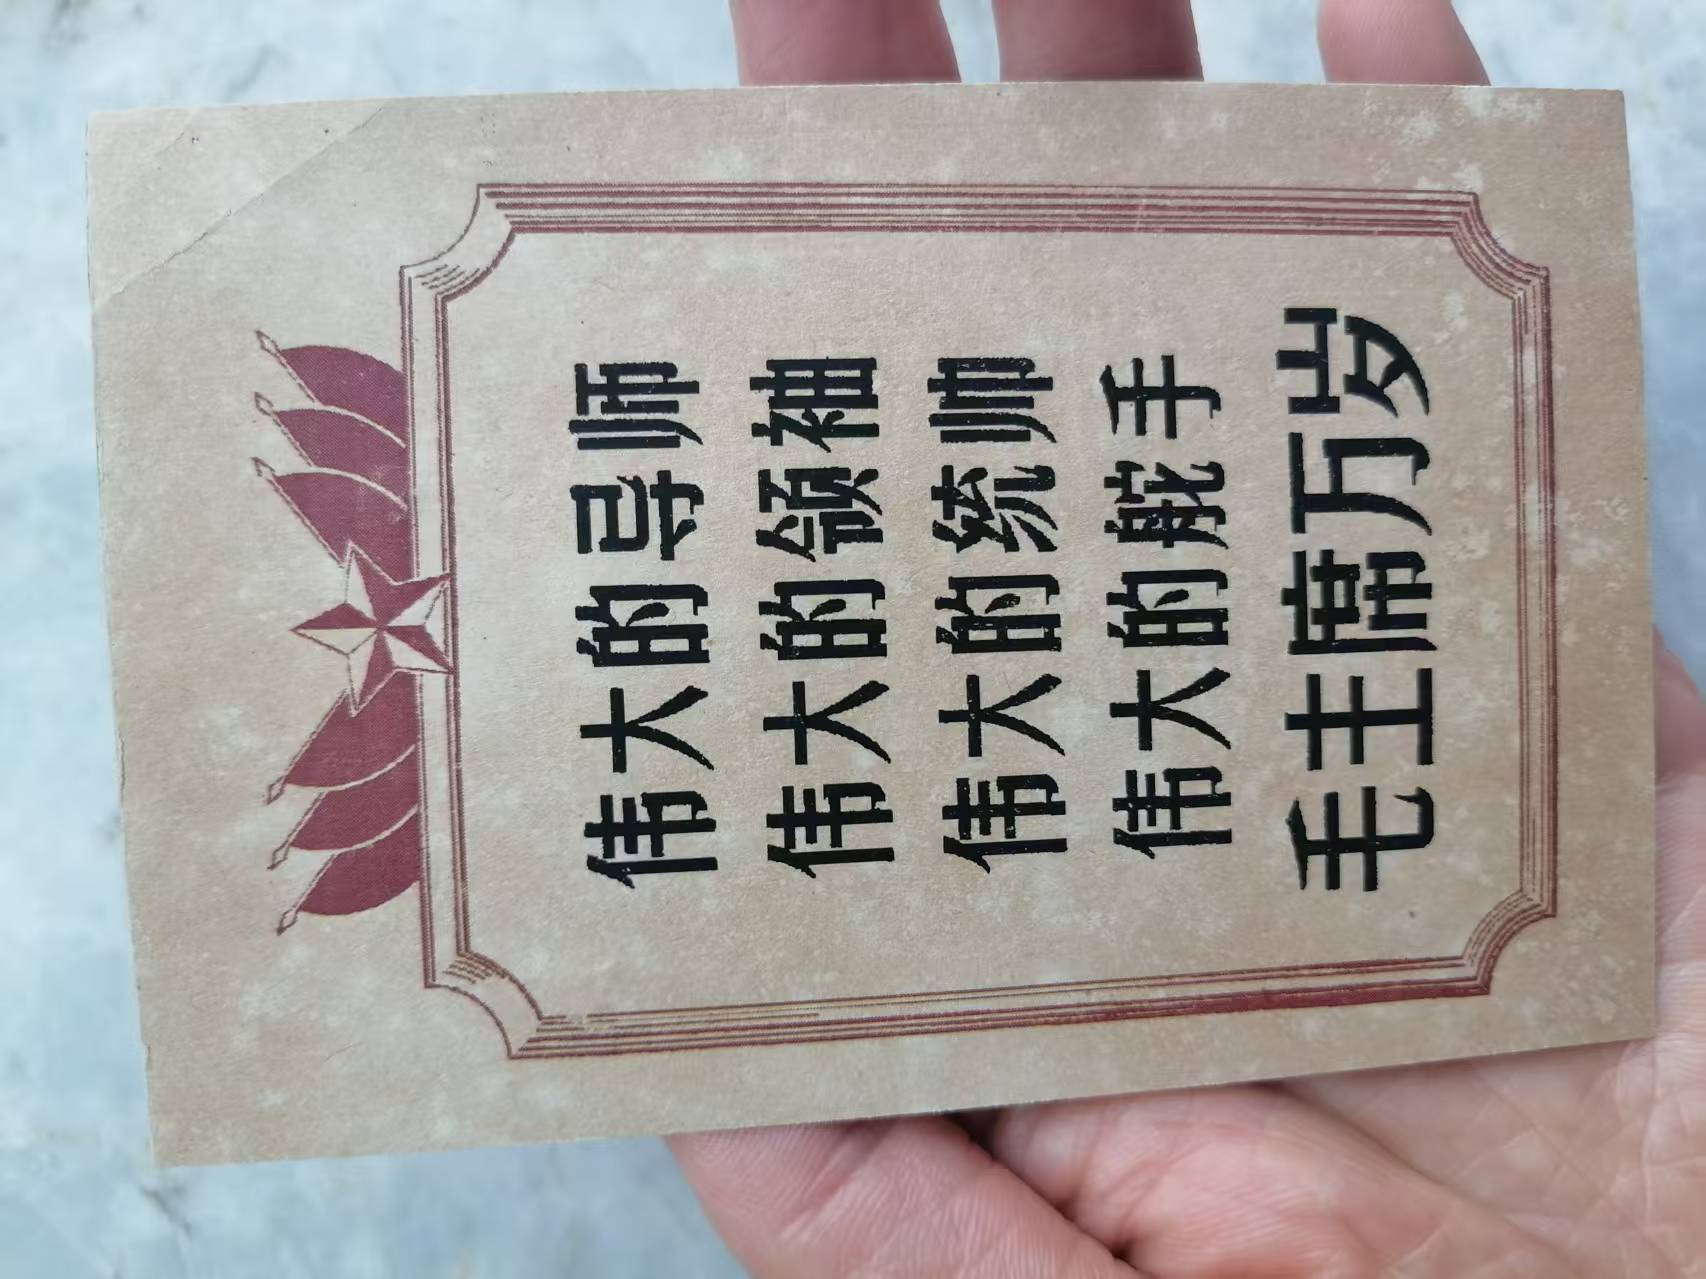 伟大的导师
伟大的领袖
伟大的统帅
伟大的舵手
毛主席万岁